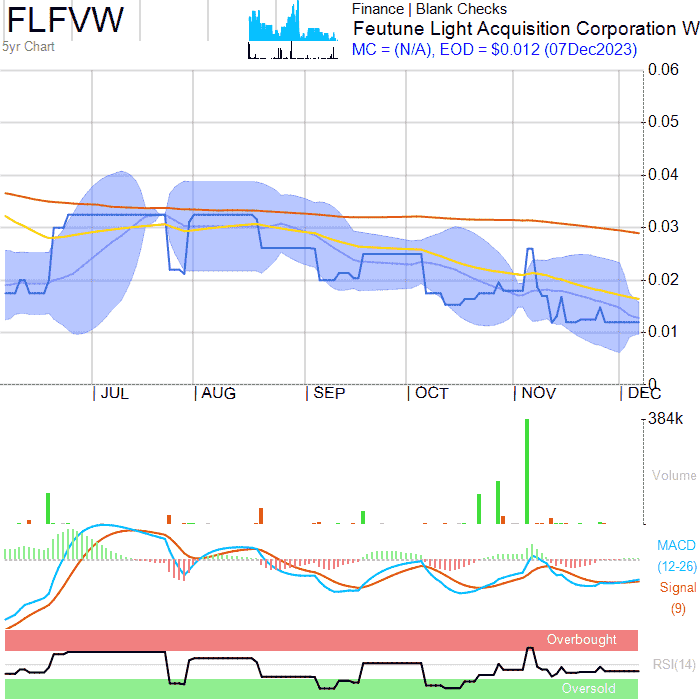 FLFVW
5yr Chart
Finance | Blank Checks
Feutune Light Acquisition Corporation W
MC = (N/A), EOD = $0.012 (07Dec2023)
0.06
0.05
0.04
0.03
0.02
0.01
0
JUL AUG SEP OCT NOV DEC
384k
Volume
MACD
(12-26)
Signal
(9)
Overbought
RSI(14)
Oversold